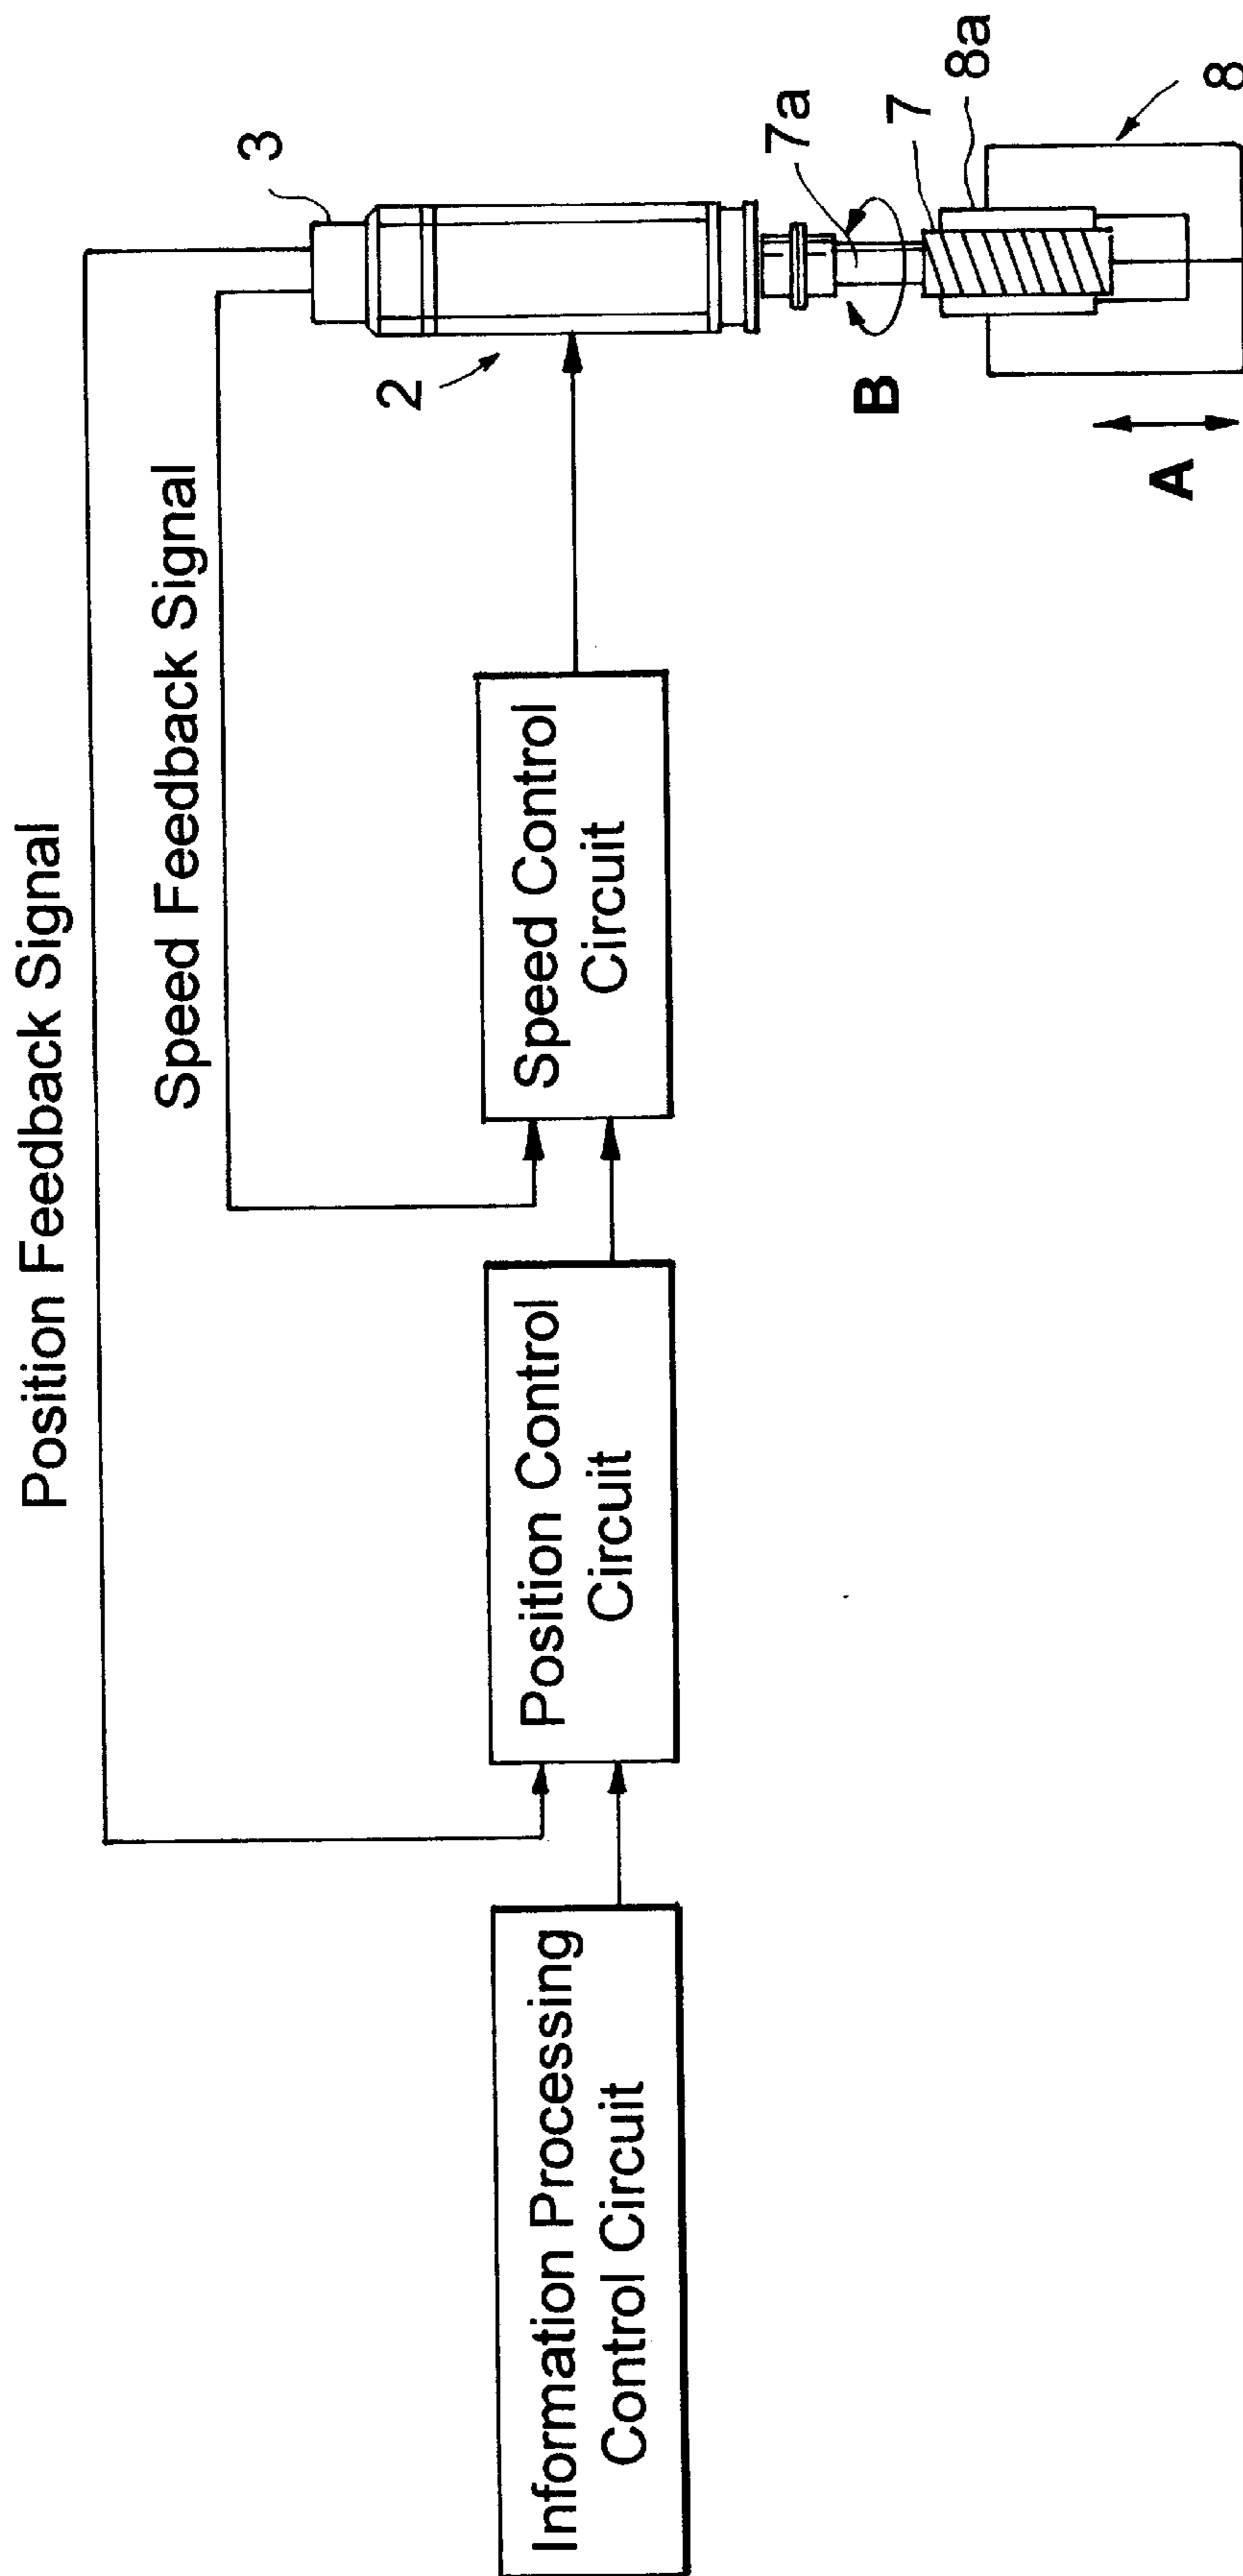 Position Feedback Signal
Speed Feedback Signal
Information Processing
Control Circuit
Position Control
Circuit
Speed Control
Circuit
2
3
B
7a
7
8a
A
8